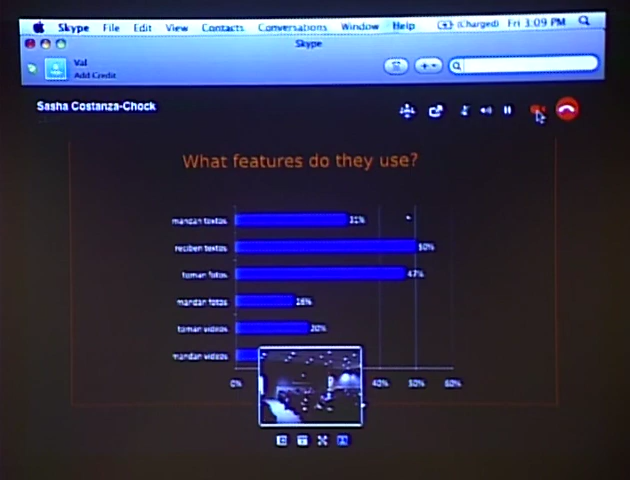 Skype File Edit View Contacts Conversations Window Help (Charged) Fri 3:09 PM
Skype
Val
Add Credit
Sasha Costanza-Chock
What features do they use?
mandan textos 31%
reciben textos 50%
toman fotos 47%
mandan fotos 16%
toman videos 20%
mandan videos
0% 40% 50% 60%